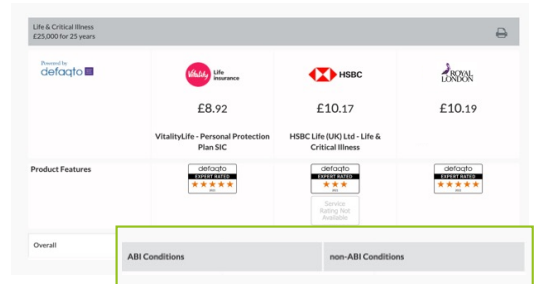 Life & Critical Illness
£25,000 for 25 years
Powered by
defaqto
Vitality Life Insurance
HSBC
ROYAL LONDON
£8.92
£10.17
£10.19
VitalityLife - Personal Protection
Plan SIC
HSBC Life (UK) Ltd - Life &
Critical Illness
Product Features
defaqto
EXPERT RATED
defaqto
EXPERT RATED
defaqto
EXPERT RATED
Service
Rating Not
Available
Overall
ABI Conditions
non-ABI Conditions